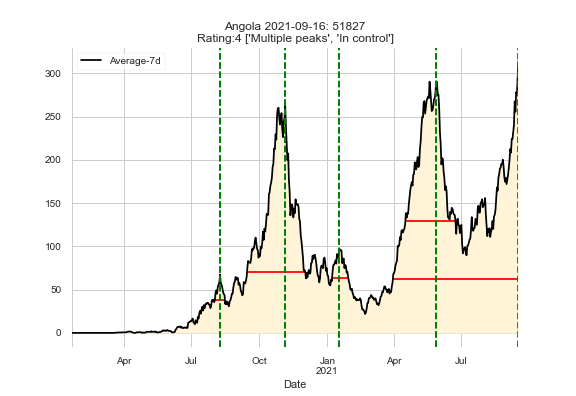 Angola 2021-09-16: 51827
Rating:4 ['Multiple peaks', 'In control']
Average-7d
300
250
200
150
100
50
0
Apr
Jul
Oct
Jan
2021
Apr
Jul
Date